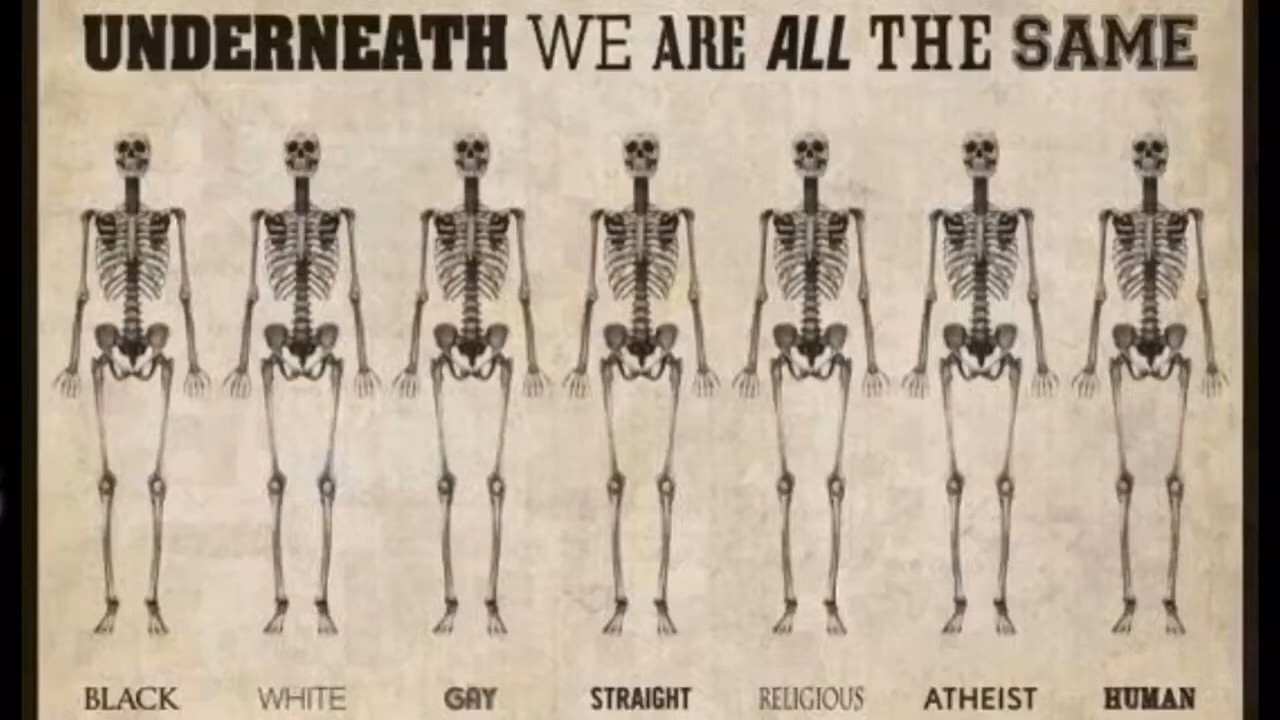 UNDERNEATH WE ARE ALL THE SAME
BLACK WHITE GAY STRAIGHT RELIGIOUS ATHEIST HUMAN